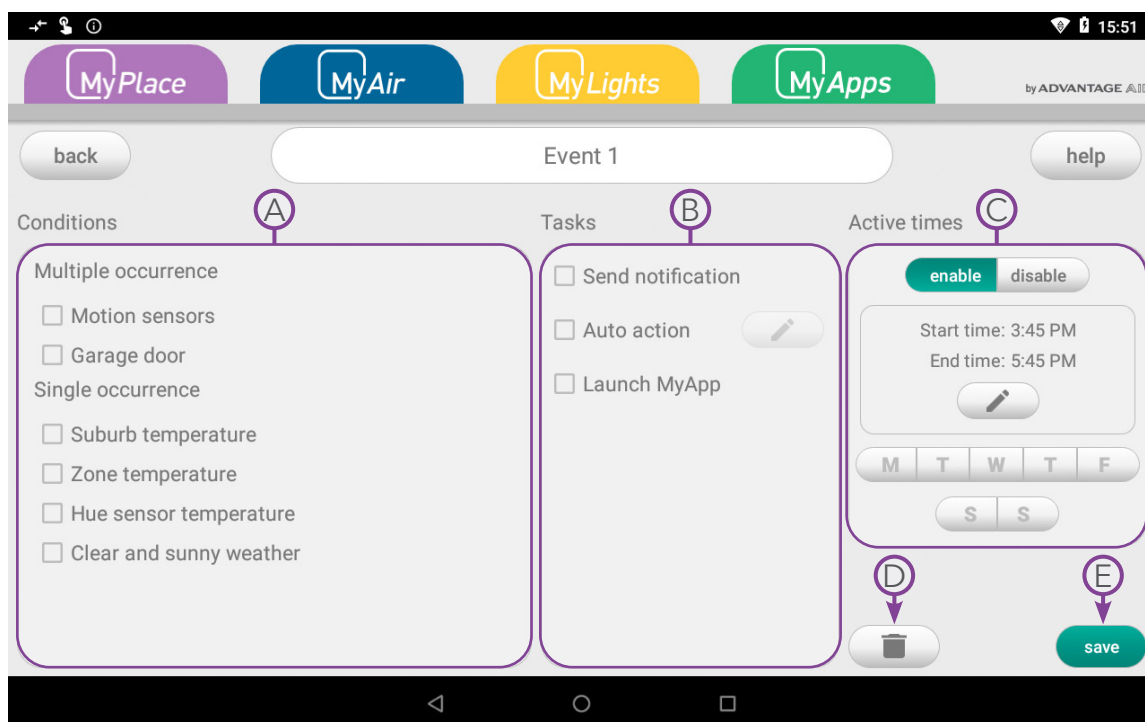 15:51
MyPlace
MyAir
MyLights
MyApps
by ADVANTAGE AIR
back
Event 1
help
Conditions
A
Tasks
B
Active times
C
Multiple occurrence
Motion sensors
Garage door
Single occurrence
Suburb temperature
Zone temperature
Hue sensor temperature
Clear and sunny weather
Send notification
Auto action
Launch MyApp
enable disable
Start time: 3:45 PM
End time: 5:45 PM
M T W T F
S S
D
E
save